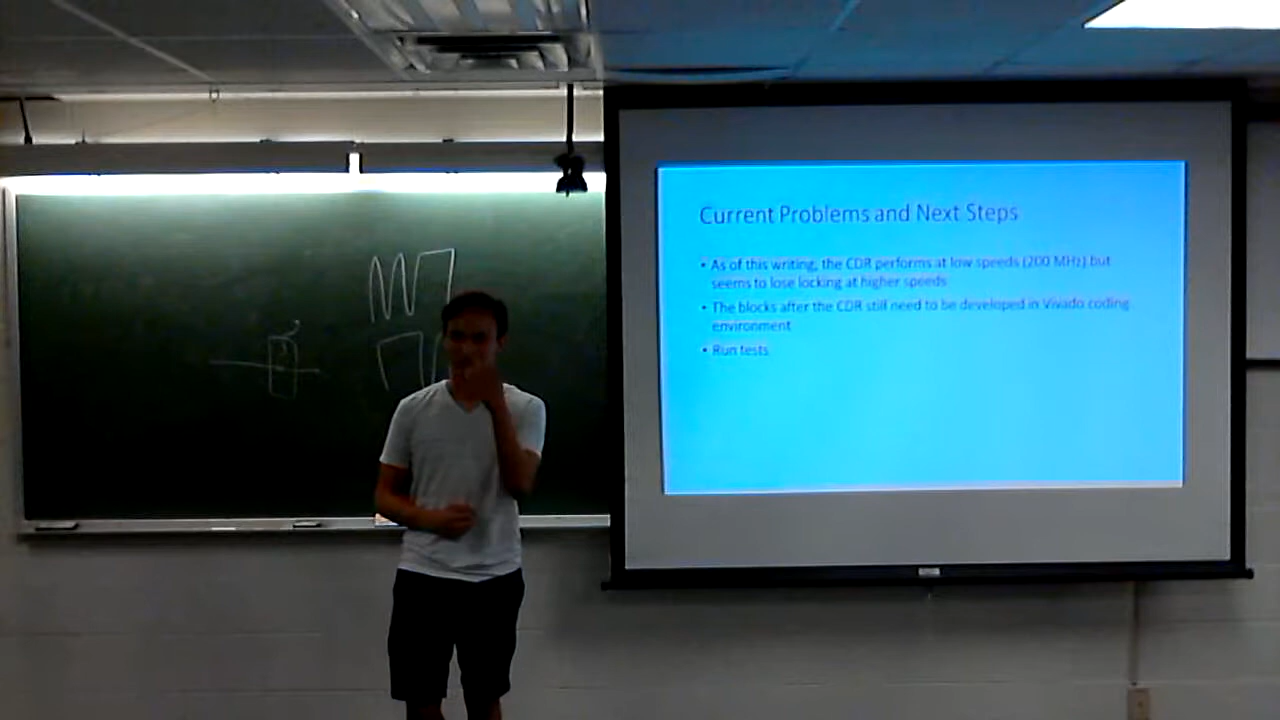 Current Problems and Next Steps
• As of this writing, the CDR performs at low speeds (200 MHz) but
seems to lose locking at higher speeds
• The blocks after the CDR still need to be developed in Vivado coding
environment
• Run tests